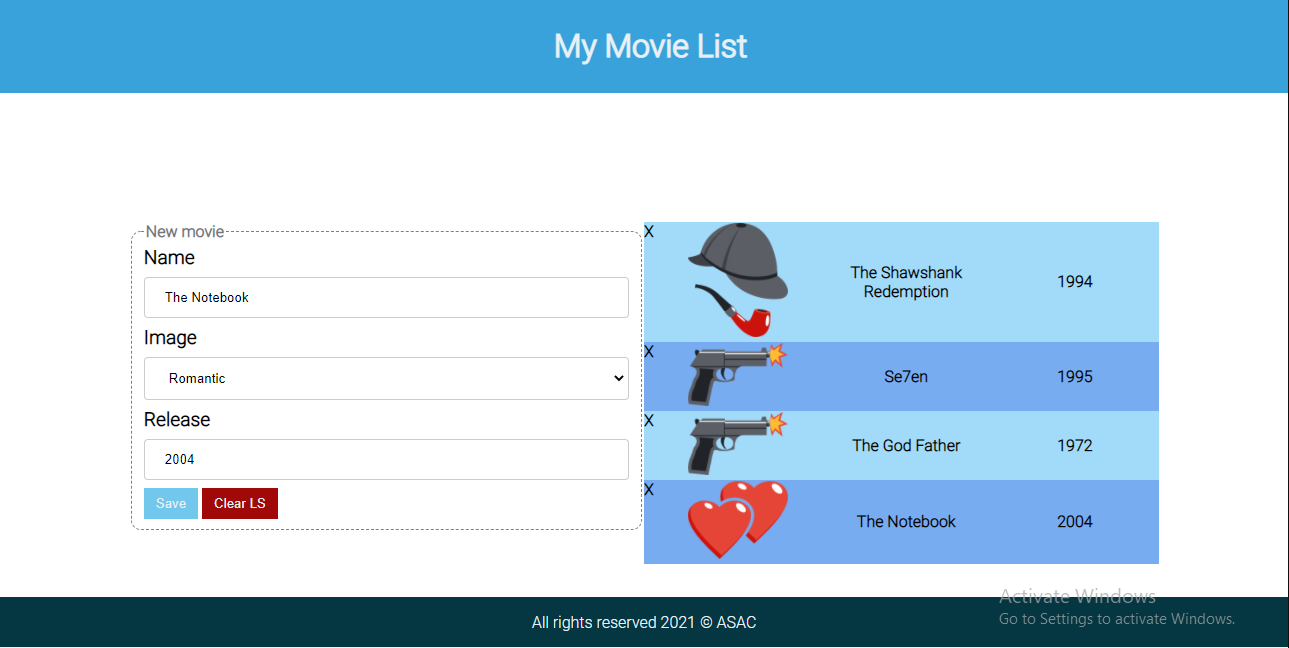 My Movie List
New movie
Name
The Notebook
Image
Romantic
Release
2004
Save
Clear LS
X
The Shawshank
Redemption
1994
X
Se7en
1995
X
The God Father
1972
X
The Notebook
2004
All rights reserved 2021 © ASAC
Activate Windows
Go to Settings to activate Windows.